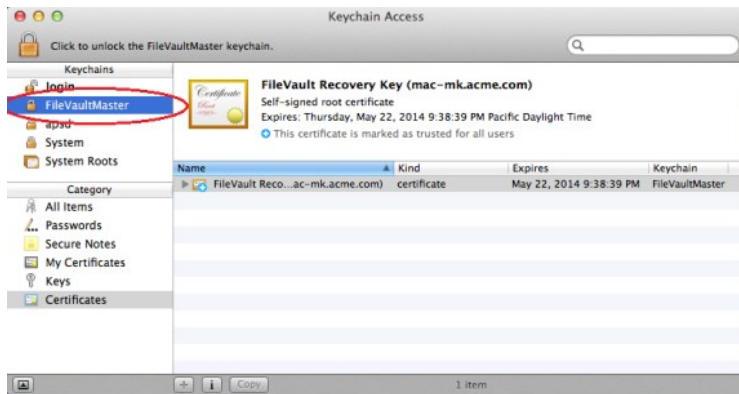 Keychain Access
Click to unlock the FileVaultMaster keychain.
Keychains
login
FileVaultMaster
apsd
System
System Roots
Category
All Items
Passwords
Secure Notes
My Certificates
Keys
Certificates
Certificate
Root
FileVault Recovery Key (mac-mk.acme.com)
Self-signed root certificate
Expires: Thursday, May 22, 2014 9:38:39 PM Pacific Daylight Time
This certificate is marked as trusted for all users
Name Kind Expires Keychain
FileVault Reco...ac-mk.acme.com) certificate May 22, 2014 9:38:39 PM FileVaultMaster
Copy
1 item